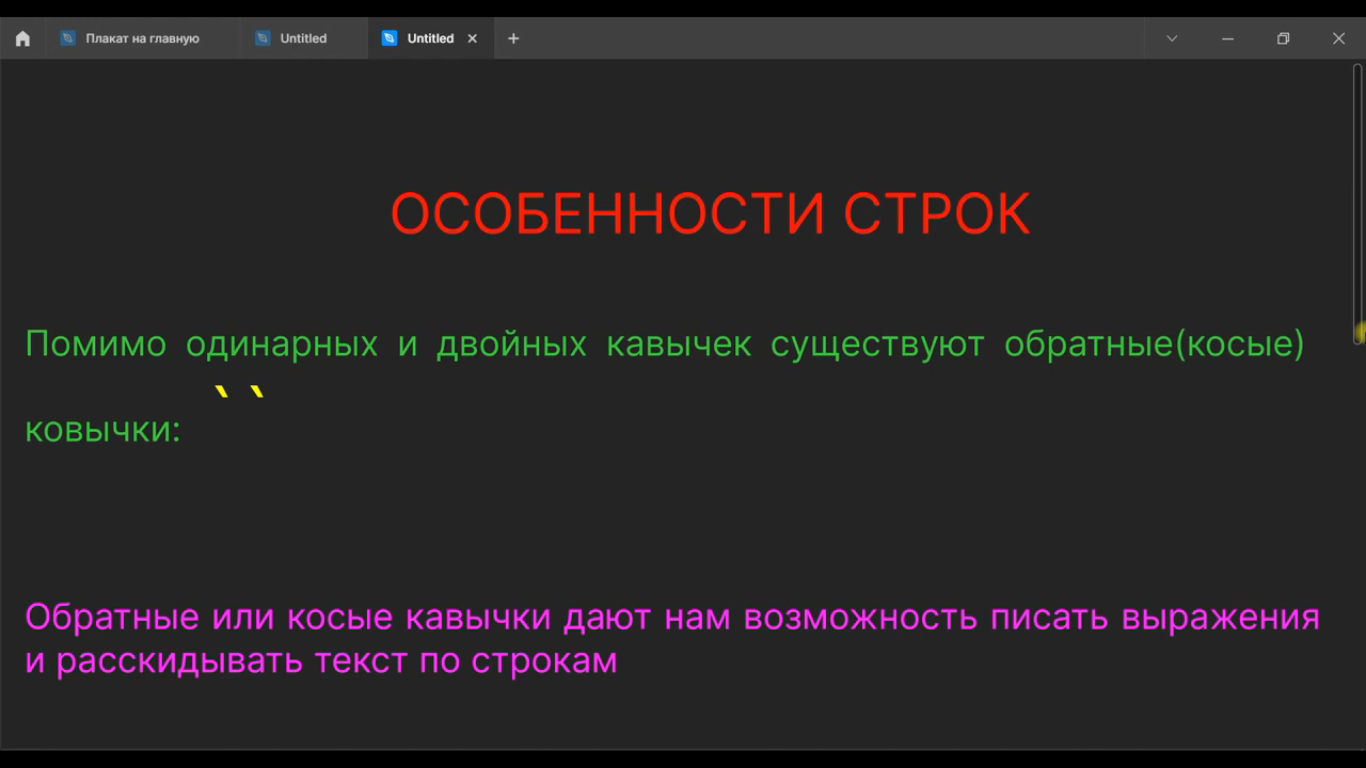 Плакат на главную
Untitled
Untitled
ОСОБЕННОСТИ СТРОК
Помимо одинарных и двойных кавычек существуют обратные(косые)
ковычки: ` `
Обратные или косые кавычки дают нам возможность писать выражения
и расскидывать текст по строкам